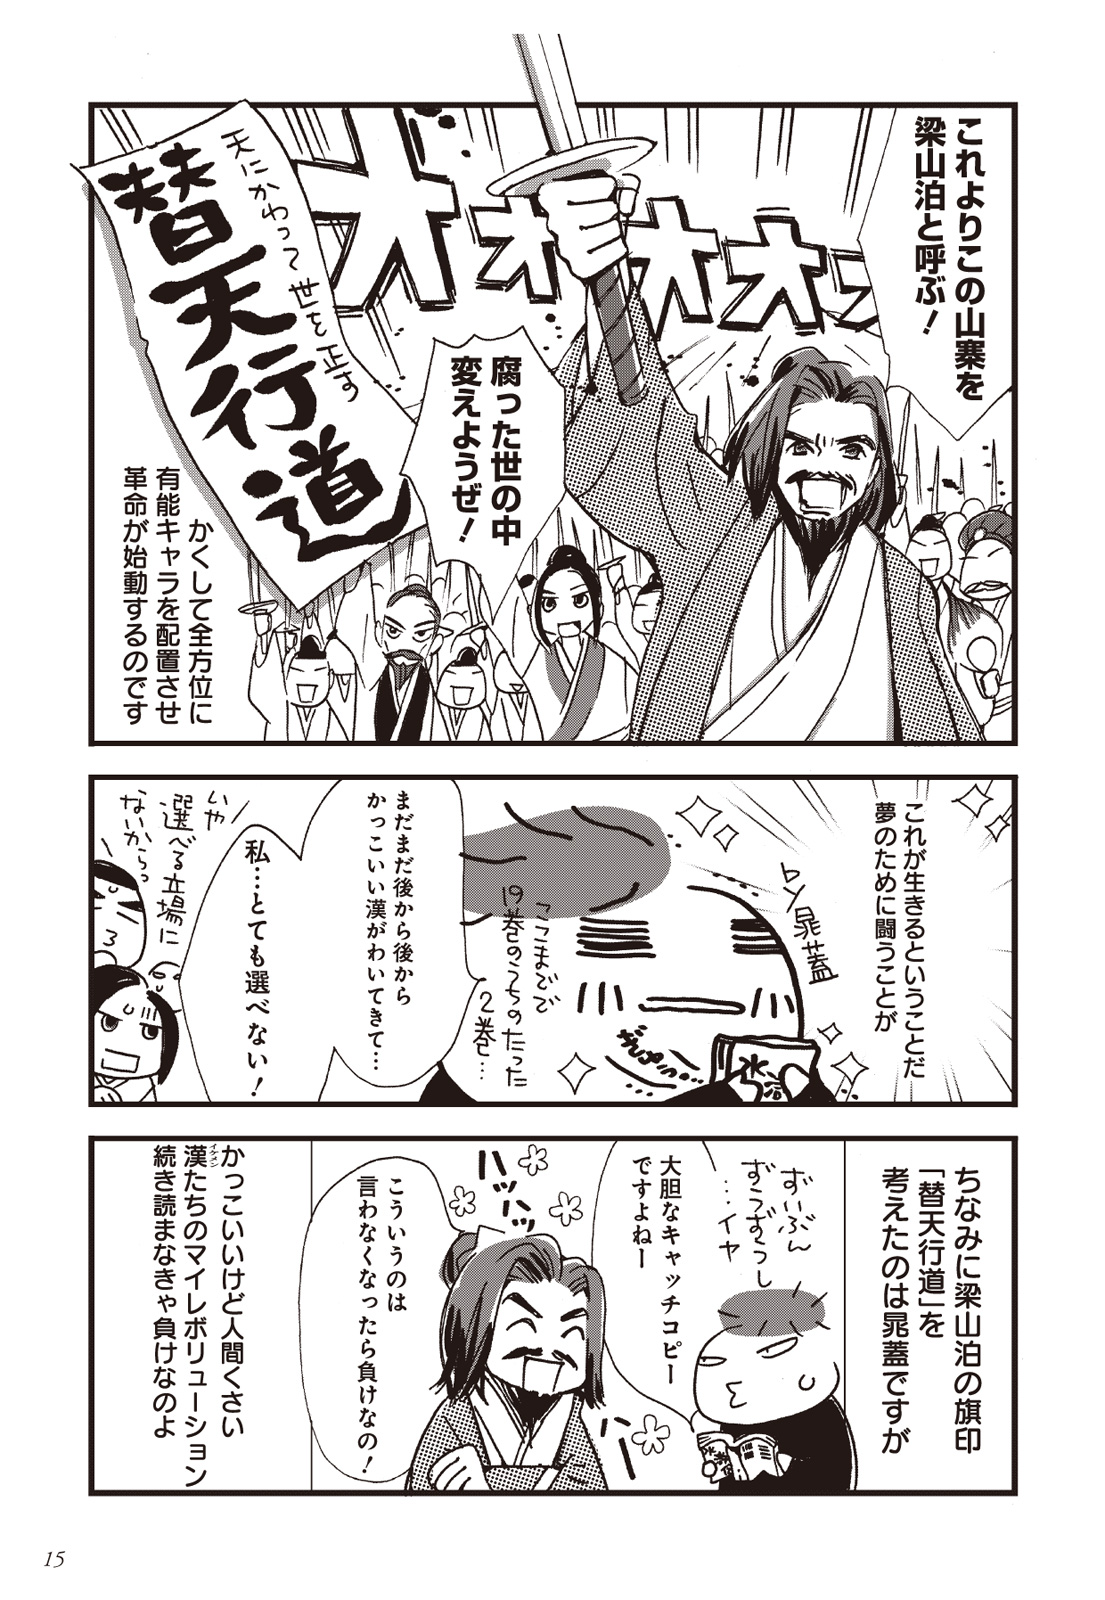 これよりこの山寨を
梁山泊と呼ぶ!
オオオオオッ
腐った世の中
変えようぜ!
天にかわって世を正す
替天行道
かくして全方位に
有能キャラを配置させ
革命が始動するのです
これが生きるということだ
夢のために闘うことが
by晁蓋
ここまでで
19巻のうちのたった
2巻…
水滸
まだまだ後から後から
かっこいい漢がわいてきて…
私…とても選べない!
いや
選べる立場に
ないからっ
ちなみに梁山泊の旗印
「替天行道」を
考えたのは晁蓋ですが
ずいぶん
ずうずうし
…イヤ
大胆なキャッチコピー
ですよねー
水滸
ハッハッ
ハハー
こういうのは
言わなくなったら負けなの!
かっこいいけど人間くさい
漢たちのマイレボリューション
イケメン
続き読まなきゃ負けなのよ
15